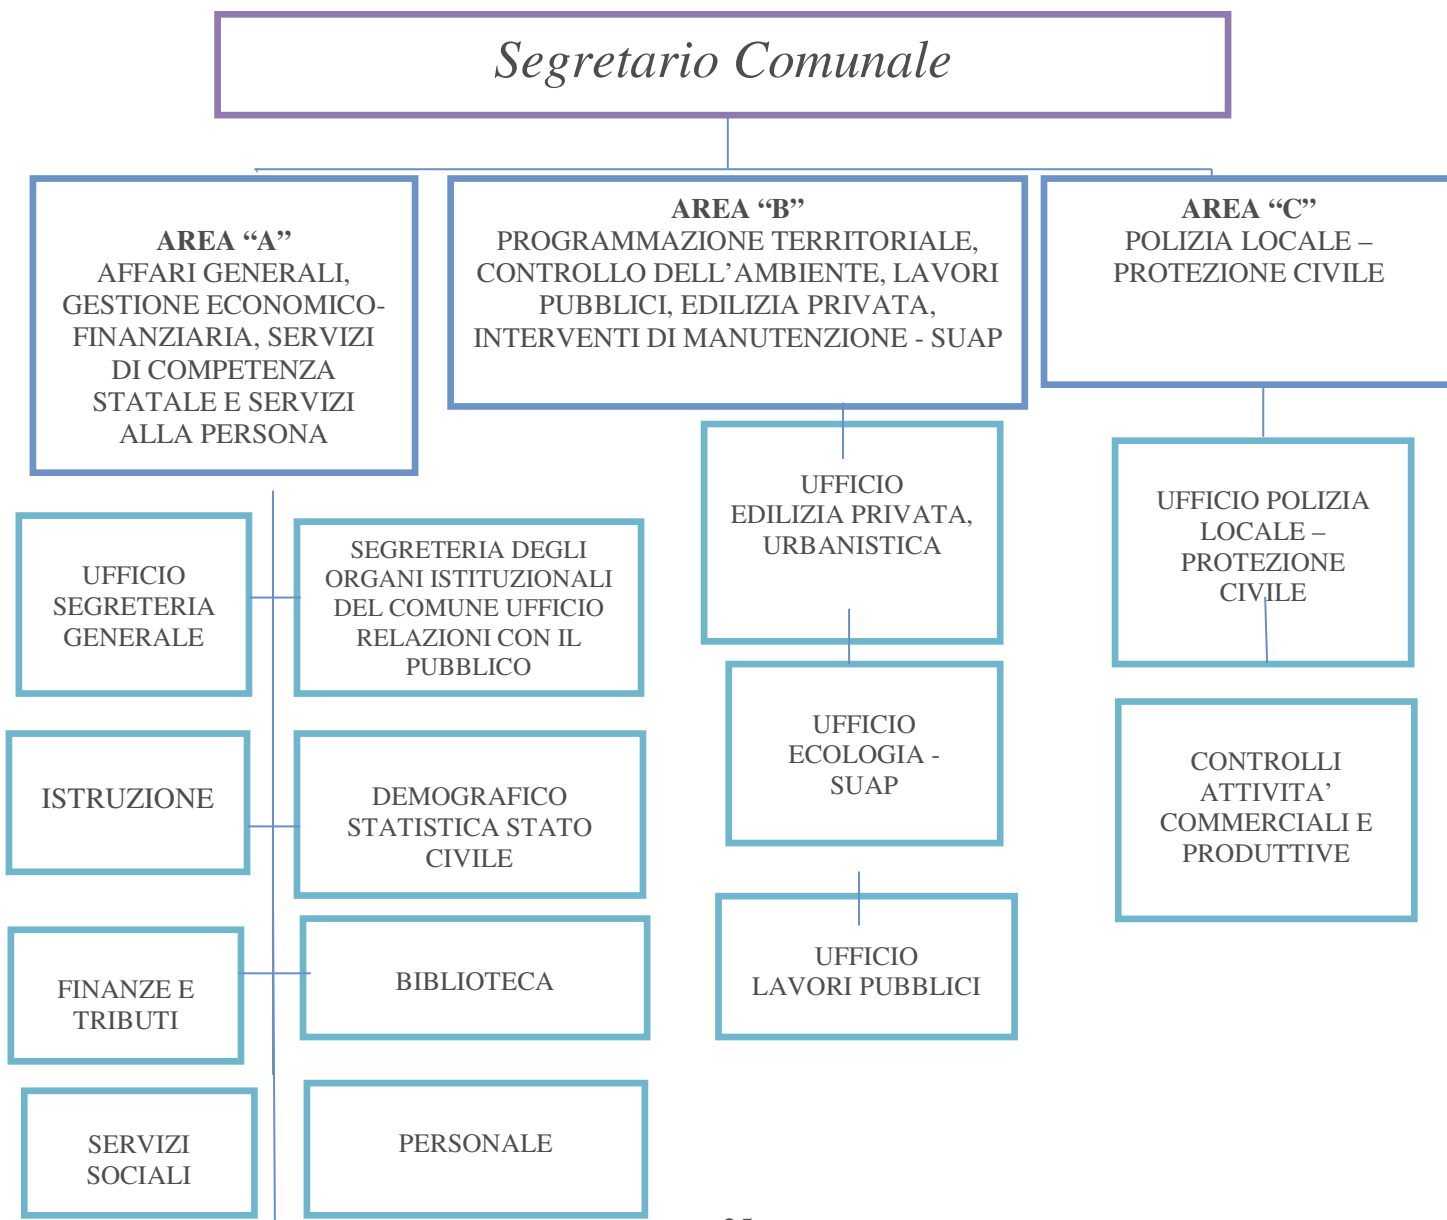 Segretario Comunale
AREA “A”
AFFARI GENERALI,
GESTIONE ECONOMICO-
FINANZIARIA, SERVIZI
DI COMPETENZA
STATALE E SERVIZI
ALLA PERSONA
AREA “B”
PROGRAMMAZIONE TERRITORIALE,
CONTROLLO DELL’AMBIENTE, LAVORI
PUBBLICI, EDILIZIA PRIVATA,
INTERVENTI DI MANUTENZIONE - SUAP
AREA “C”
POLIZIA LOCALE –
PROTEZIONE CIVILE
UFFICIO
SEGRETERIA
GENERALE
SEGRETERIA DEGLI
ORGANI ISTITUZIONALI
DEL COMUNE UFFICIO
RELAZIONI CON IL
PUBBLICO
UFFICIO
EDILIZIA PRIVATA,
URBANISTICA
UFFICIO POLIZIA
LOCALE –
PROTEZIONE
CIVILE
ISTRUZIONE
DEMOGRAFICO
STATISTICA STATO
CIVILE
UFFICIO
ECOLOGIA -
SUAP
CONTROLLI
ATTIVITA’
COMMERCIALI E
PRODUTTIVE
FINANZE E
TRIBUTI
BIBLIOTECA
UFFICIO
LAVORI PUBBLICI
SERVIZI
SOCIALI
PERSONALE